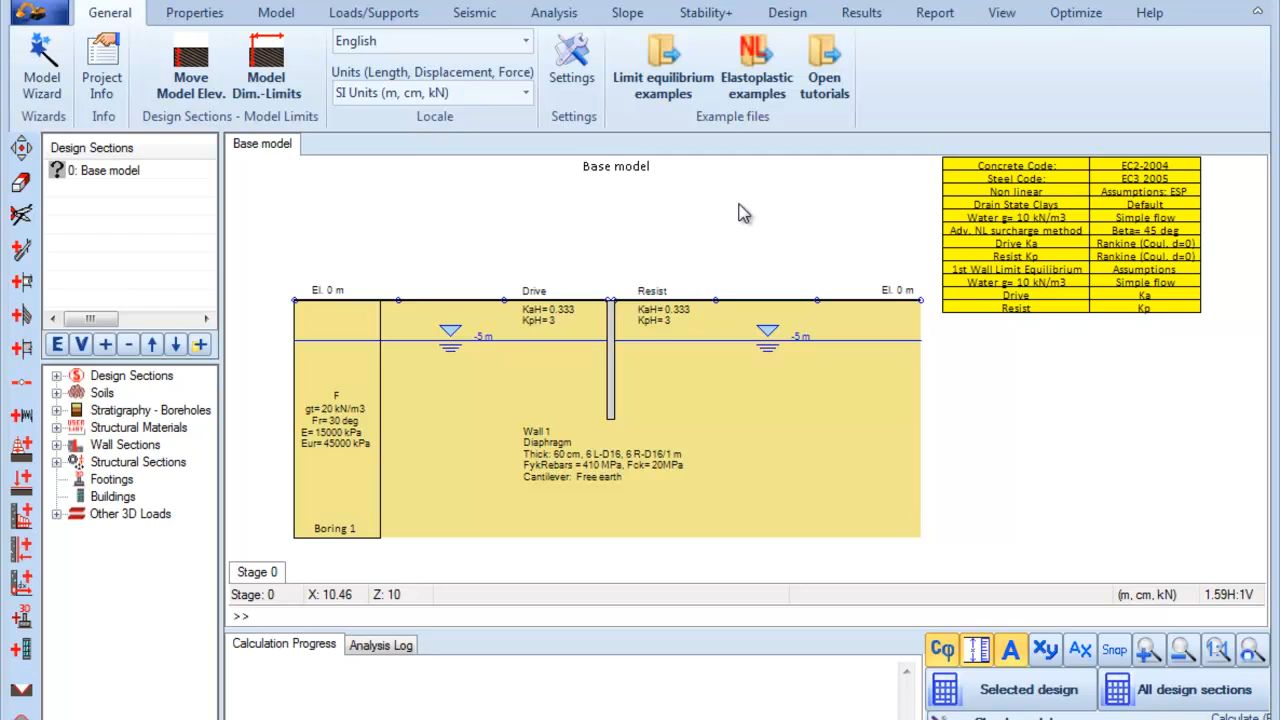 General
Properties
Model
Loads/Supports
Seismic
Analysis
Slope
Stability+
Design
Results
Report
View
Optimize
Help
Model
Wizard
Project
Info
Move
Model Elev.
Model
Dim.-Limits
English
Units (Length, Displacement, Force)
SI Units (m, cm, kN)
Settings
Limit equilibrium
examples
Elastoplastic
examples
Open
tutorials
Wizards
Info
Design Sections - Model Limits
Locale
Settings
Example files
Design Sections
0: Base model
E V + - +
Design Sections
Soils
Stratigraphy - Boreholes
Structural Materials
Wall Sections
Structural Sections
Footings
Buildings
Other 3D Loads
Base model
Base model
Concrete Code: EC2-2004
Steel Code: EC3 2005
Non linear Assumptions: ESP
Drain State Clays Default
Water g= 10 kN/m3 Simple flow
Adv. NL surcharge method Beta= 45 deg
Drive Ka Rankine (Coul, d=0)
Resist Kp Rankine (Coul, d=0)
1st Wall Limit Equilibrium Assumptions
Water g= 10 kN/m3 Simple flow
Drive Ka
Resist Kp
El. 0 m
Drive
Resist
El. 0 m
KaH= 0.333
KpH= 3
KaH= 0.333
KpH= 3
-5 m
-5 m
F
gt= 20 kN/m3
Fr= 30 deg
E= 15000 kPa
Eur= 45000 kPa
Boring 1
Wall 1
Diaphragm
Thick: 60 cm, 6 L-D16, 6 R-D16/1 m
FykRebars = 410 MPa, Fck= 20MPa
Cantilever: Free earth
Stage 0
Stage: 0
X: 10.46
Z: 10
(m, cm, kN)
1.59H:1V
>>
Calculation Progress
Analysis Log
Cφ
A
Xy
Ax
Snap
1:1
Selected design
All design sections